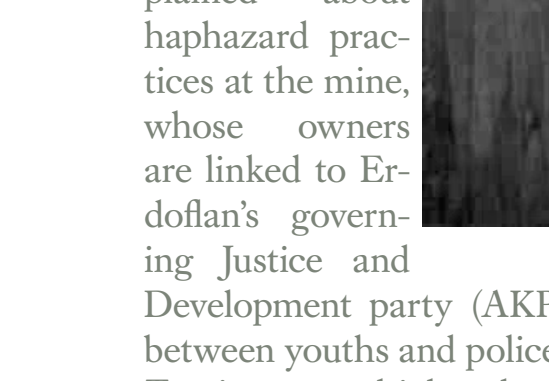 plained about
haphazard prac-
tices at the mine,
whose owners
are linked to Er-
doflan’s govern-
ing Justice and
Development party (AKP
between youths and police